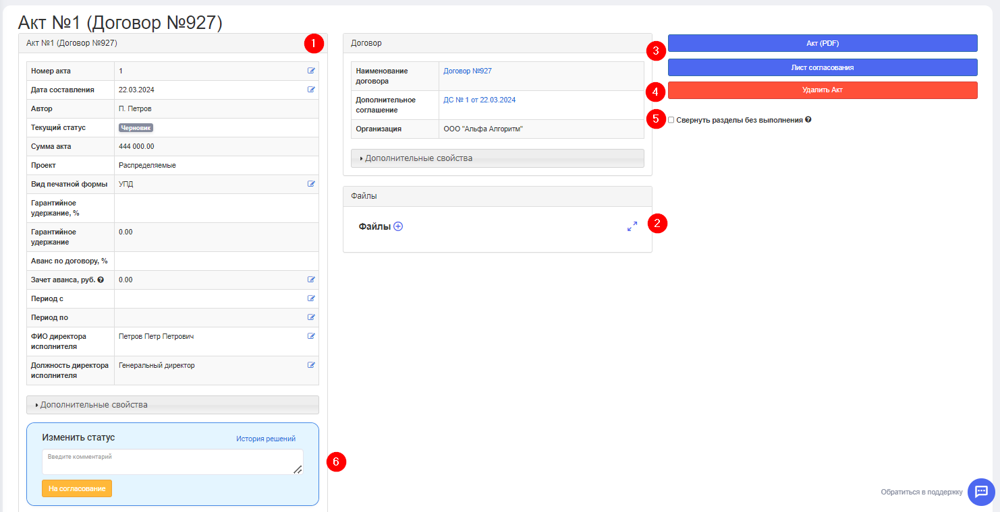 Акт №1 (Договор №927)
Акт №1 (Договор №927)
1
Номер акта 1
Дата составления 22.03.2024
Автор П. Петров
Текущий статус Черновик
Сумма акта 444 000.00
Проект Распределяемые
Вид печатной формы УПД
Гарантийное
удержание, %
Гарантийное
удержание
0.00
Аванс по договору, %
Зачет аванса, руб. 0.00
Период с
Период по
ФИО директора
исполнителя
Петров Петр Петрович
Должность директора
исполнителя
Генеральный директор
Дополнительные свойства
Изменить статус
История решений
Введите комментарий
На согласование
6
Договор
Наименование
договора
Договор №927
Дополнительное
соглашение
ДС № 1 от 22.03.2024
Организация ООО "Альфа Алгоритм"
Дополнительные свойства
Файлы
Файлы
2
3
Акт (PDF)
Лист согласования
4
Удалить Акт
5
Свернуть разделы без выполнения
Обратиться в поддержку